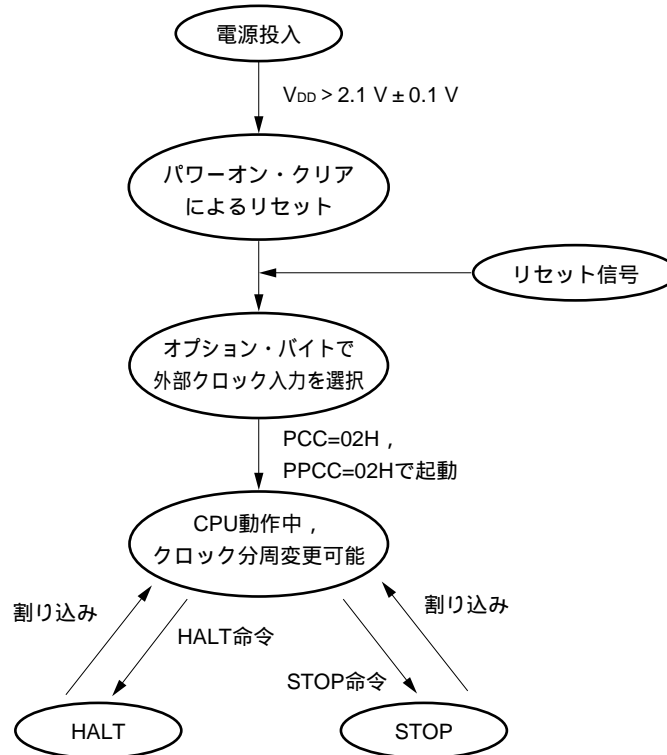 電源投入
VDD > 2.1 V ± 0.1 V
パワーオン・クリア
によるリセット
リセット信号
オプション・バイトで
外部クロック入力を選択
PCC=02H ,
PPCC=02Hで起動
CPU動作中 ,
クロック分周変更可能
割り込み
割り込み
HALT命令
STOP命令
HALT
STOP